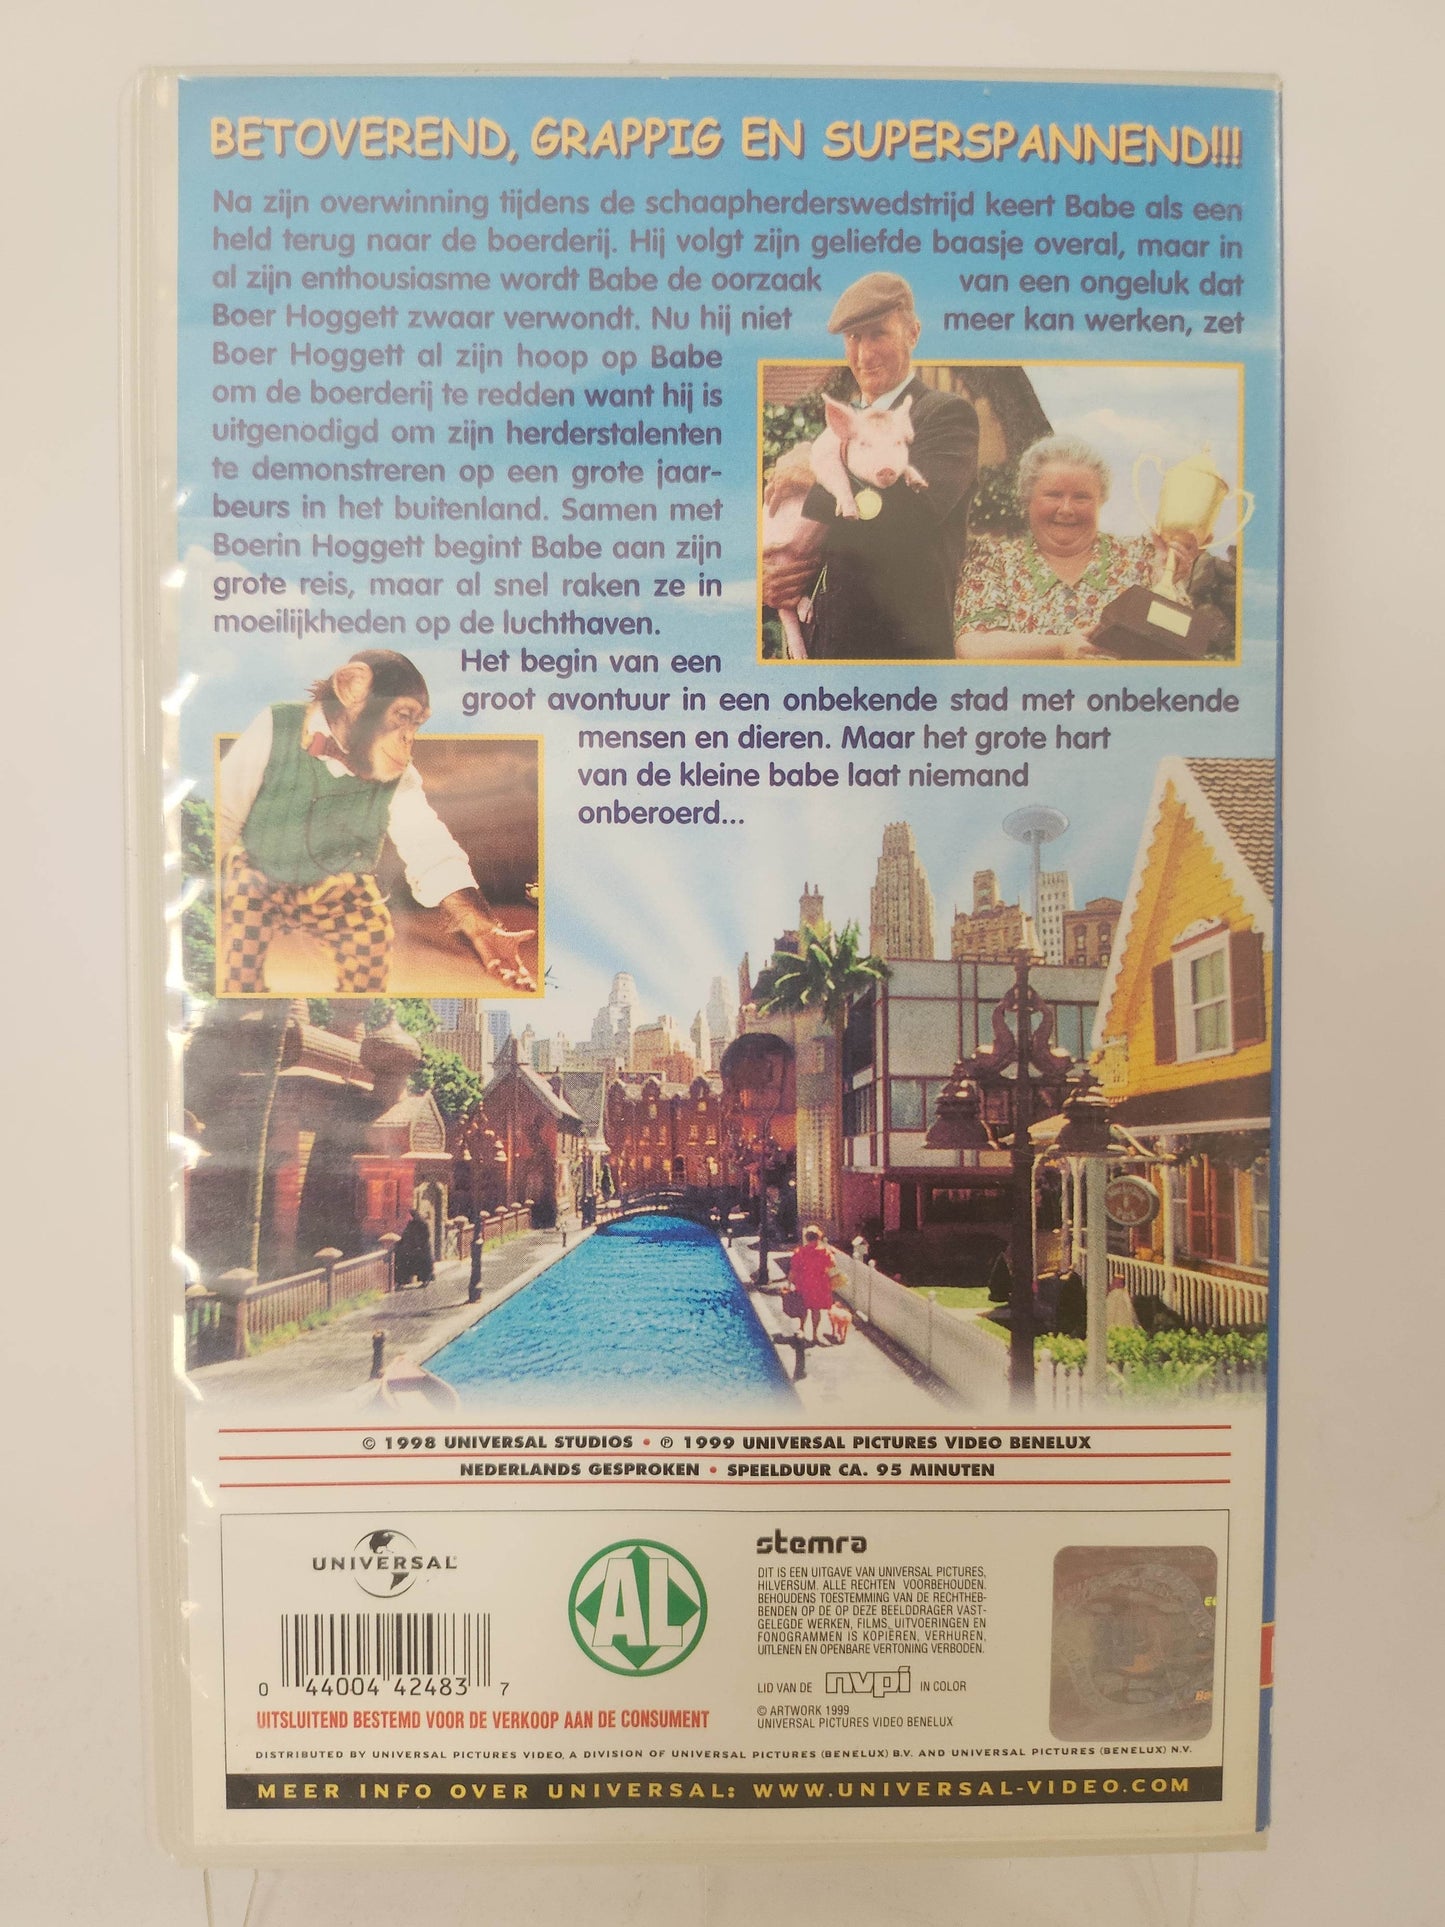 BETOVEREND, GRAPPIG EN SUPERSPANNEND!!!
Na zijn overwinning tijdens de schaapherderswedstrijd keert Babe als een
held terug naar de boerderij. Hij volgt zijn geliefde baasje overal, maar in
al zijn enthousiasme wordt Babe de oorzaak van een ongeluk dat
Boer Hoggett zwaar verwondt. Nu hij niet meer kan werken, zet
Boer Hoggett al zijn hoop op Babe
om de boerderij te redden want hij is
uitgenodigd om zijn herderstalenten
te demonstreren op een grote jaar-
beurs in het buitenland. Samen met
Boerin Hoggett begint Babe aan zijn
grote reis, maar al snel raken ze in
moeilijkheden op de luchthaven.
Het begin van een
groot avontuur in een onbekende stad met onbekende
mensen en dieren. Maar het grote hart
van de kleine babe laat niemand
onberoerd...
© 1998 UNIVERSAL STUDIOS • ℗ 1999 UNIVERSAL PICTURES VIDEO BENELUX
NEDERLANDS GESPROKEN • SPEELDUUR CA. 95 MINUTEN
UNIVERSAL
0 44004 42483 7
UITSLUITEND BESTEMD VOOR DE VERKOOP AAN DE CONSUMENT
AL
stemra
DIT IS EEN UITGAVE VAN UNIVERSAL PICTURES,
HILVERSUM. ALLE RECHTEN VOORBEHOUDEN.
BEHOUDENS TOESTEMMING VAN DE RECHTHEB-
BENDEN OP DE OP DEZE BEELDDRAGER VAST-
GELEGDE WERKEN, FILMS, UITVOERINGEN EN
FONOGRAMMEN IS KOPIËREN, VERHUREN,
UITLENEN EN OPENBARE VERTONING VERBODEN.
LID VAN DE nvpi IN COLOR
© ARTWORK 1999
UNIVERSAL PICTURES VIDEO BENELUX
DISTRIBUTED BY UNIVERSAL PICTURES VIDEO, A DIVISION OF UNIVERSAL PICTURES (BENELUX) B.V. AND UNIVERSAL PICTURES (BENELUX) N.V.
MEER INFO OVER UNIVERSAL: WWW.UNIVERSAL-VIDEO.COM